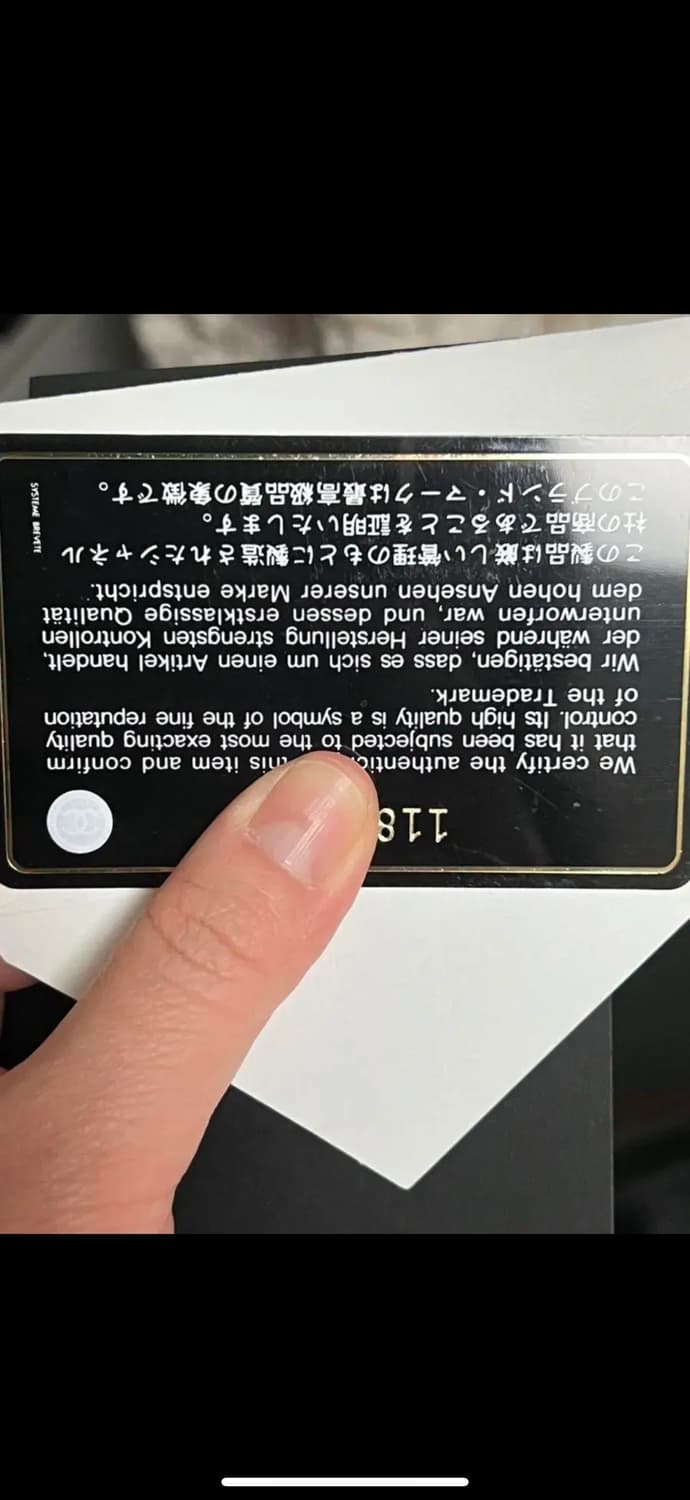 118
We certify the authentic this item and confirm
that it has been subjected to the most exacting quality
control. Its high quality is a symbol of the fine reputation
of the Trademark.
Wir bestätigen, dass es sich um einen Artikel handelt,
der während seiner Herstellung strengsten Kontrollen
unterworfen war, und dessen erstklassige Qualität
dem hohen Ansehen unserer Marke entspricht.
この製品は厳しい管理のもとに製造されたシャネル
社の商品であることを証明いたします。
このブランド・マークは最高級品質の象徴です。
SYSTEME BREVETE